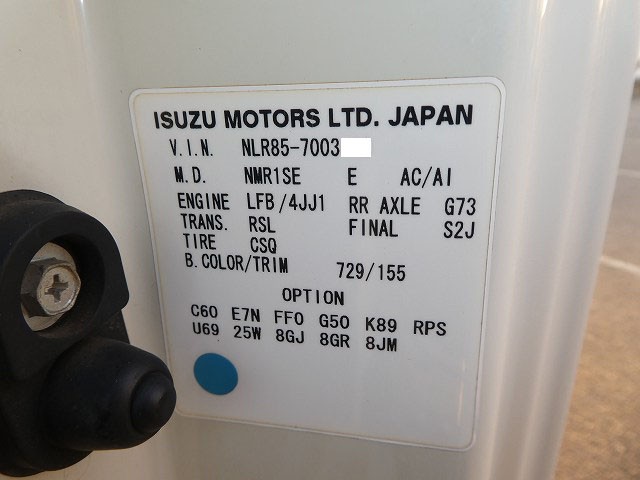 ISUZU MOTORS LTD. JAPAN
V.I.N. NLR85-7003
M.D. NMR1SE E AC/AI
ENGINE LFB/4JJ1 RR AXLE G73
TRANS. RSL FINAL S2J
TIRE CSQ
B.COLOR/TRIM 729/155
OPTION
C60 E7N FF0 G50 K89 RPS
U69 25W 8GJ 8GR 8JM